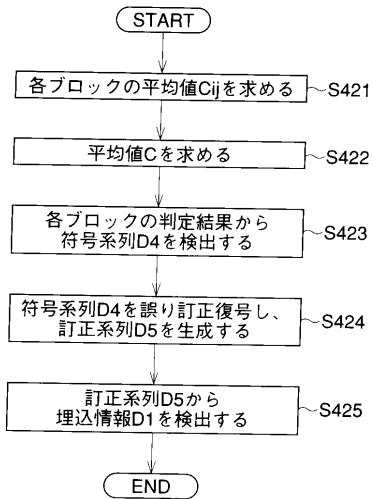 START
各ブロックの平均値Cijを求める
S421
平均値Cを求める
S422
各ブロックの判定結果から
符号系列D4を検出する
S423
符号系列D4を誤り訂正復号し、
訂正系列D5を生成する
S424
訂正系列D5から
埋込情報D1を検出する
S425
END